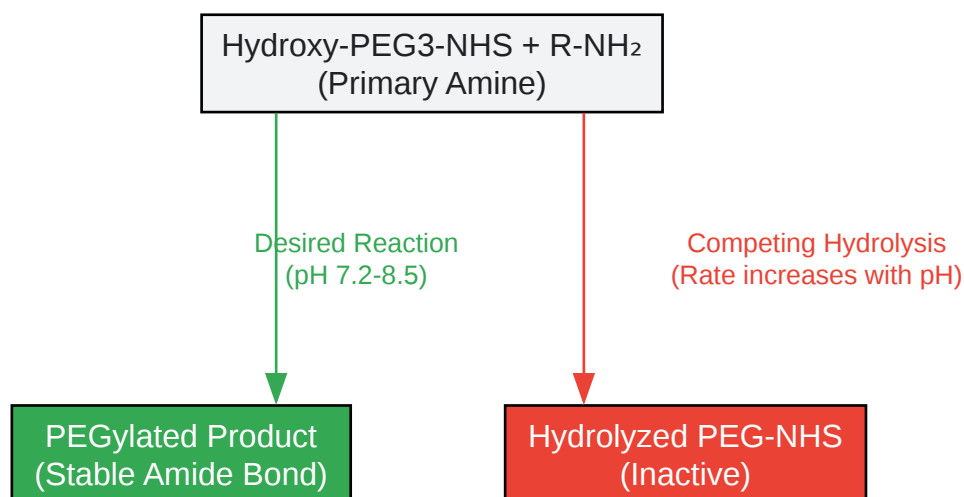 Hydroxy-PEG3-NHS + R-NH₂
(Primary Amine)
Desired Reaction
(pH 7.2-8.5)
Competing Hydrolysis
(Rate increases with pH)
PEGylated Product
(Stable Amide Bond)
Hydrolyzed PEG-NHS
(Inactive)